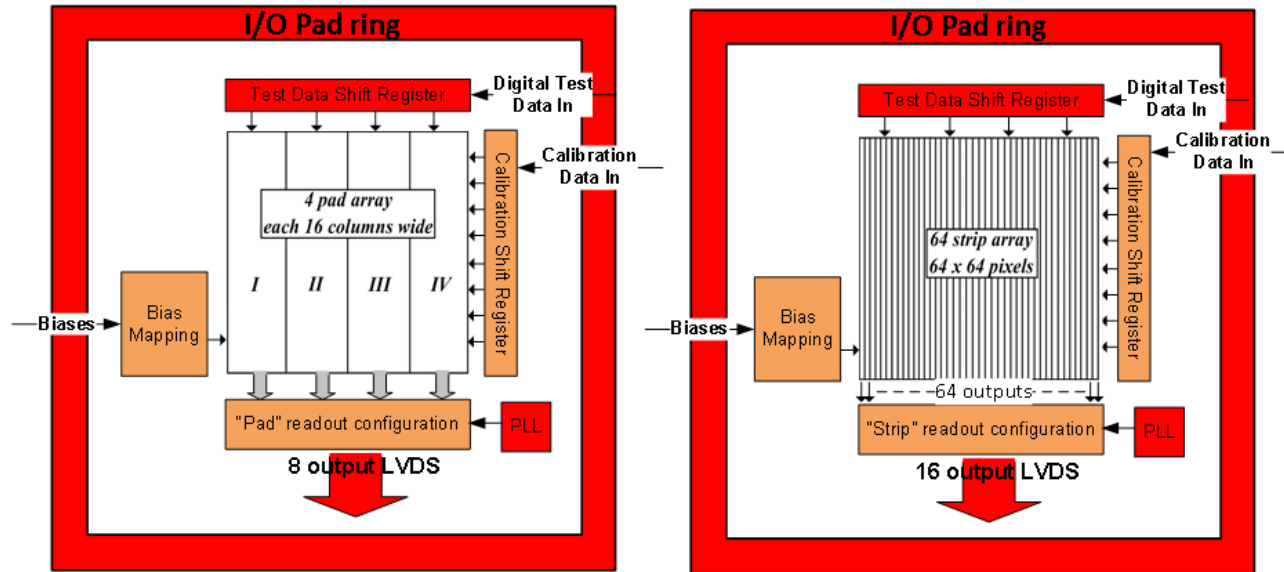 I/O Pad ring
Test Data Shift Register
Digital Test
Data In
Calibration
Data In
Calibration Shift Register
4 pad array
each 16 columns wide
I
II
III
IV
Biases
Bias
Mapping
"Pad" readout configuration
PLL
8 output LVDS
I/O Pad ring
Test Data Shift Register
Digital Test
Data In
Calibration
Data In
Calibration Shift Register
64 strip array
64 x 64 pixels
Biases
Bias
Mapping
64 outputs
"Strip" readout configuration
PLL
16 output LVDS